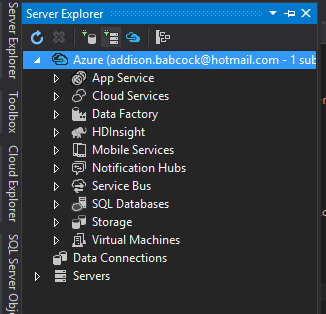 Server Explorer
Azure (addison.babcock@hotmail.com - 1 sub
App Service
Cloud Services
Data Factory
HDInsight
Mobile Services
Notification Hubs
Service Bus
SQL Databases
Storage
Virtual Machines
Data Connections
Servers
Server Explorer
Toolbox
Cloud Explorer
SQL Server Obje